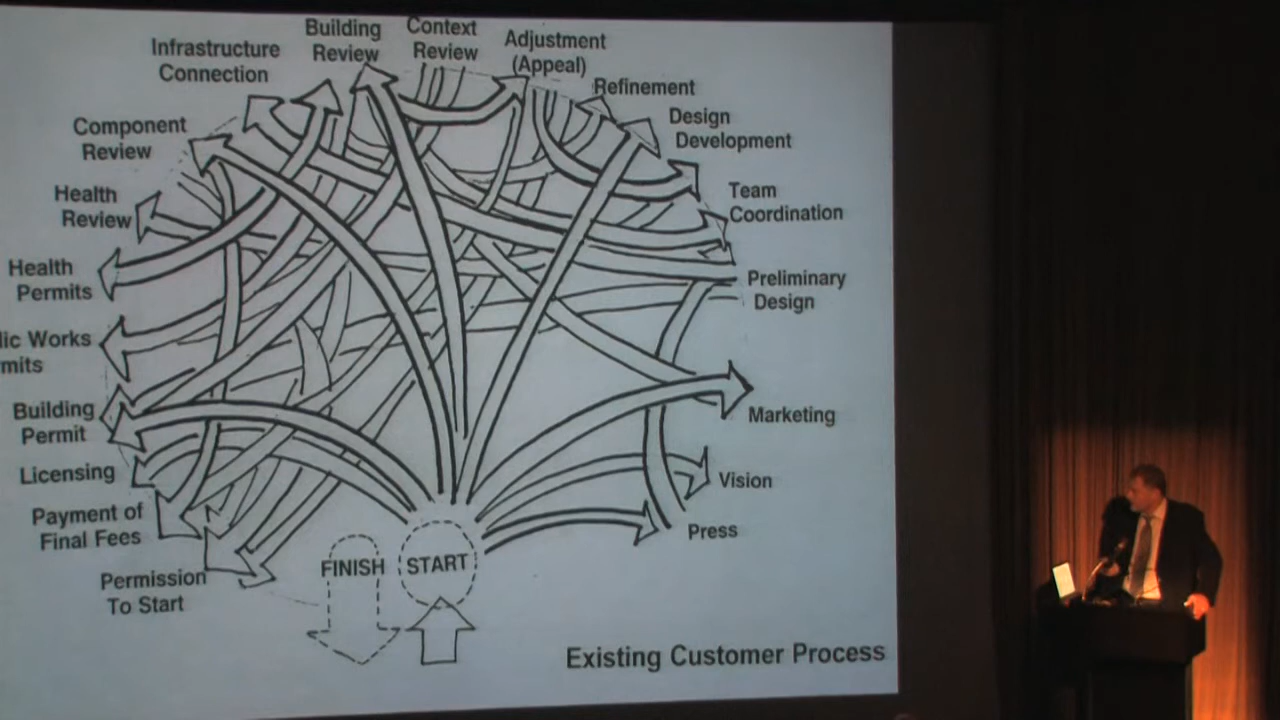 Building
Review
Context
Review
Adjustment
(Appeal)
Infrastructure
Connection
Refinement
Design
Development
Component
Review
Team
Coordination
Health
Review
Health
Permits
Preliminary
Design
lic Works
mits
Building
Permit
Marketing
Licensing
Vision
Payment of
Final Fees
Press
Permission
To Start
FINISH
START
Existing Customer Process